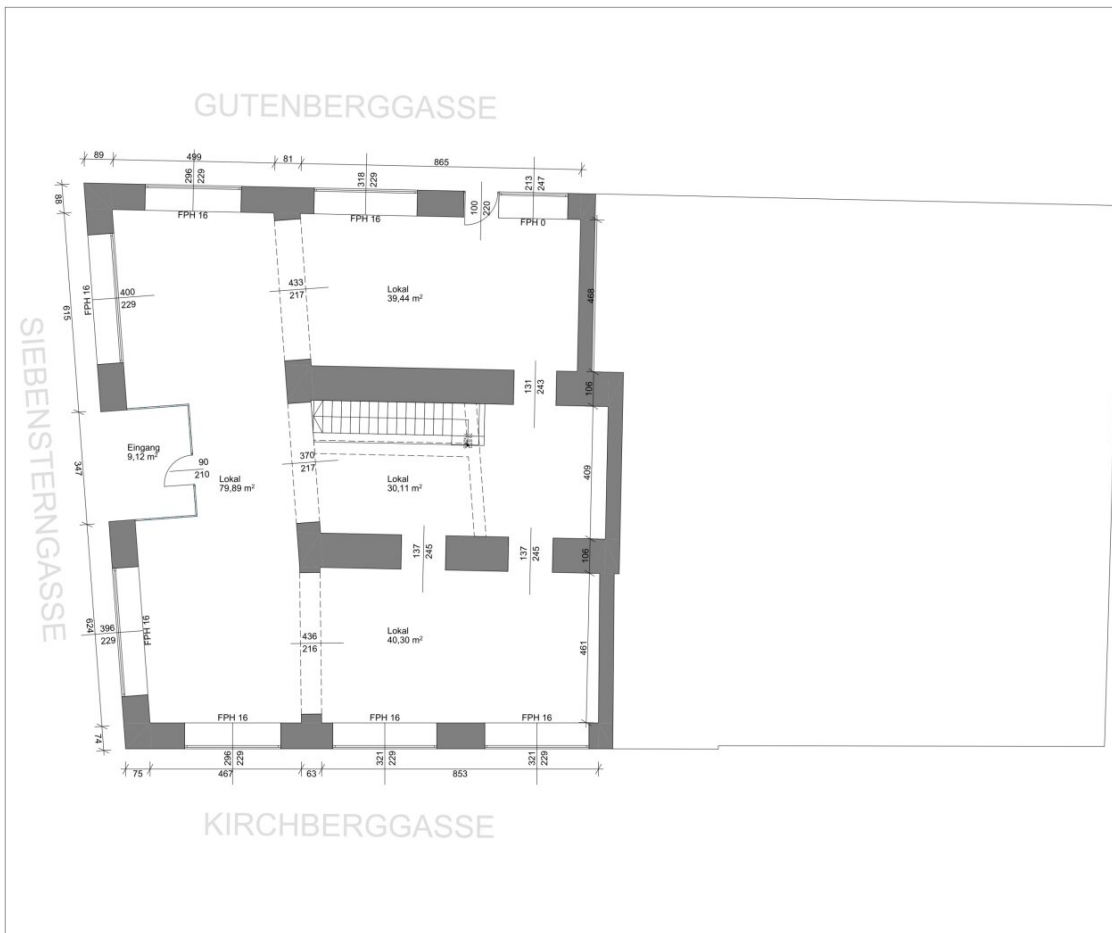 GUTENBERGGASSE
89
499
81
865
296
229
318
229
213
247
88
FPH 16
FPH 16
100
220
FPH 0
FPH 16
400
229
433
217
Lokal
39,44 m²
468
615
SIEBENSTERNGASSE
131
243
106
Eingang
9,12 m²
347
90
210
Lokal
79,89 m²
370
217
Lokal
30,11 m²
409
137
245
137
245
106
624
396
229
FPH 16
436
216
Lokal
40,30 m²
461
FPH 16
FPH 16
FPH 16
74
296
229
321
229
321
229
75
467
63
853
KIRCHBERGGASSE